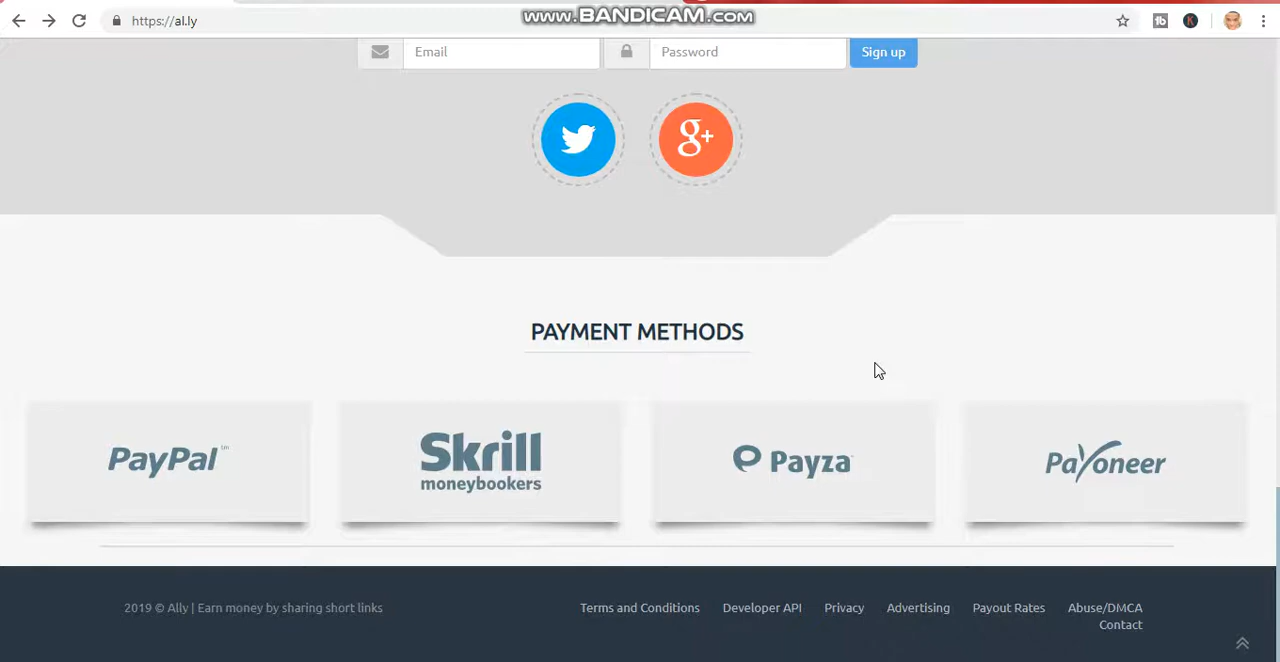 www.BANDICAM.com
https://al.ly
Email
Password
Sign up
g+
PAYMENT METHODS
PayPal™
Skrill
moneybookers
Payza
Payoneer
2019 © Ally | Earn money by sharing short links
Terms and Conditions
Developer API
Privacy
Advertising
Payout Rates
Abuse/DMCA
Contact